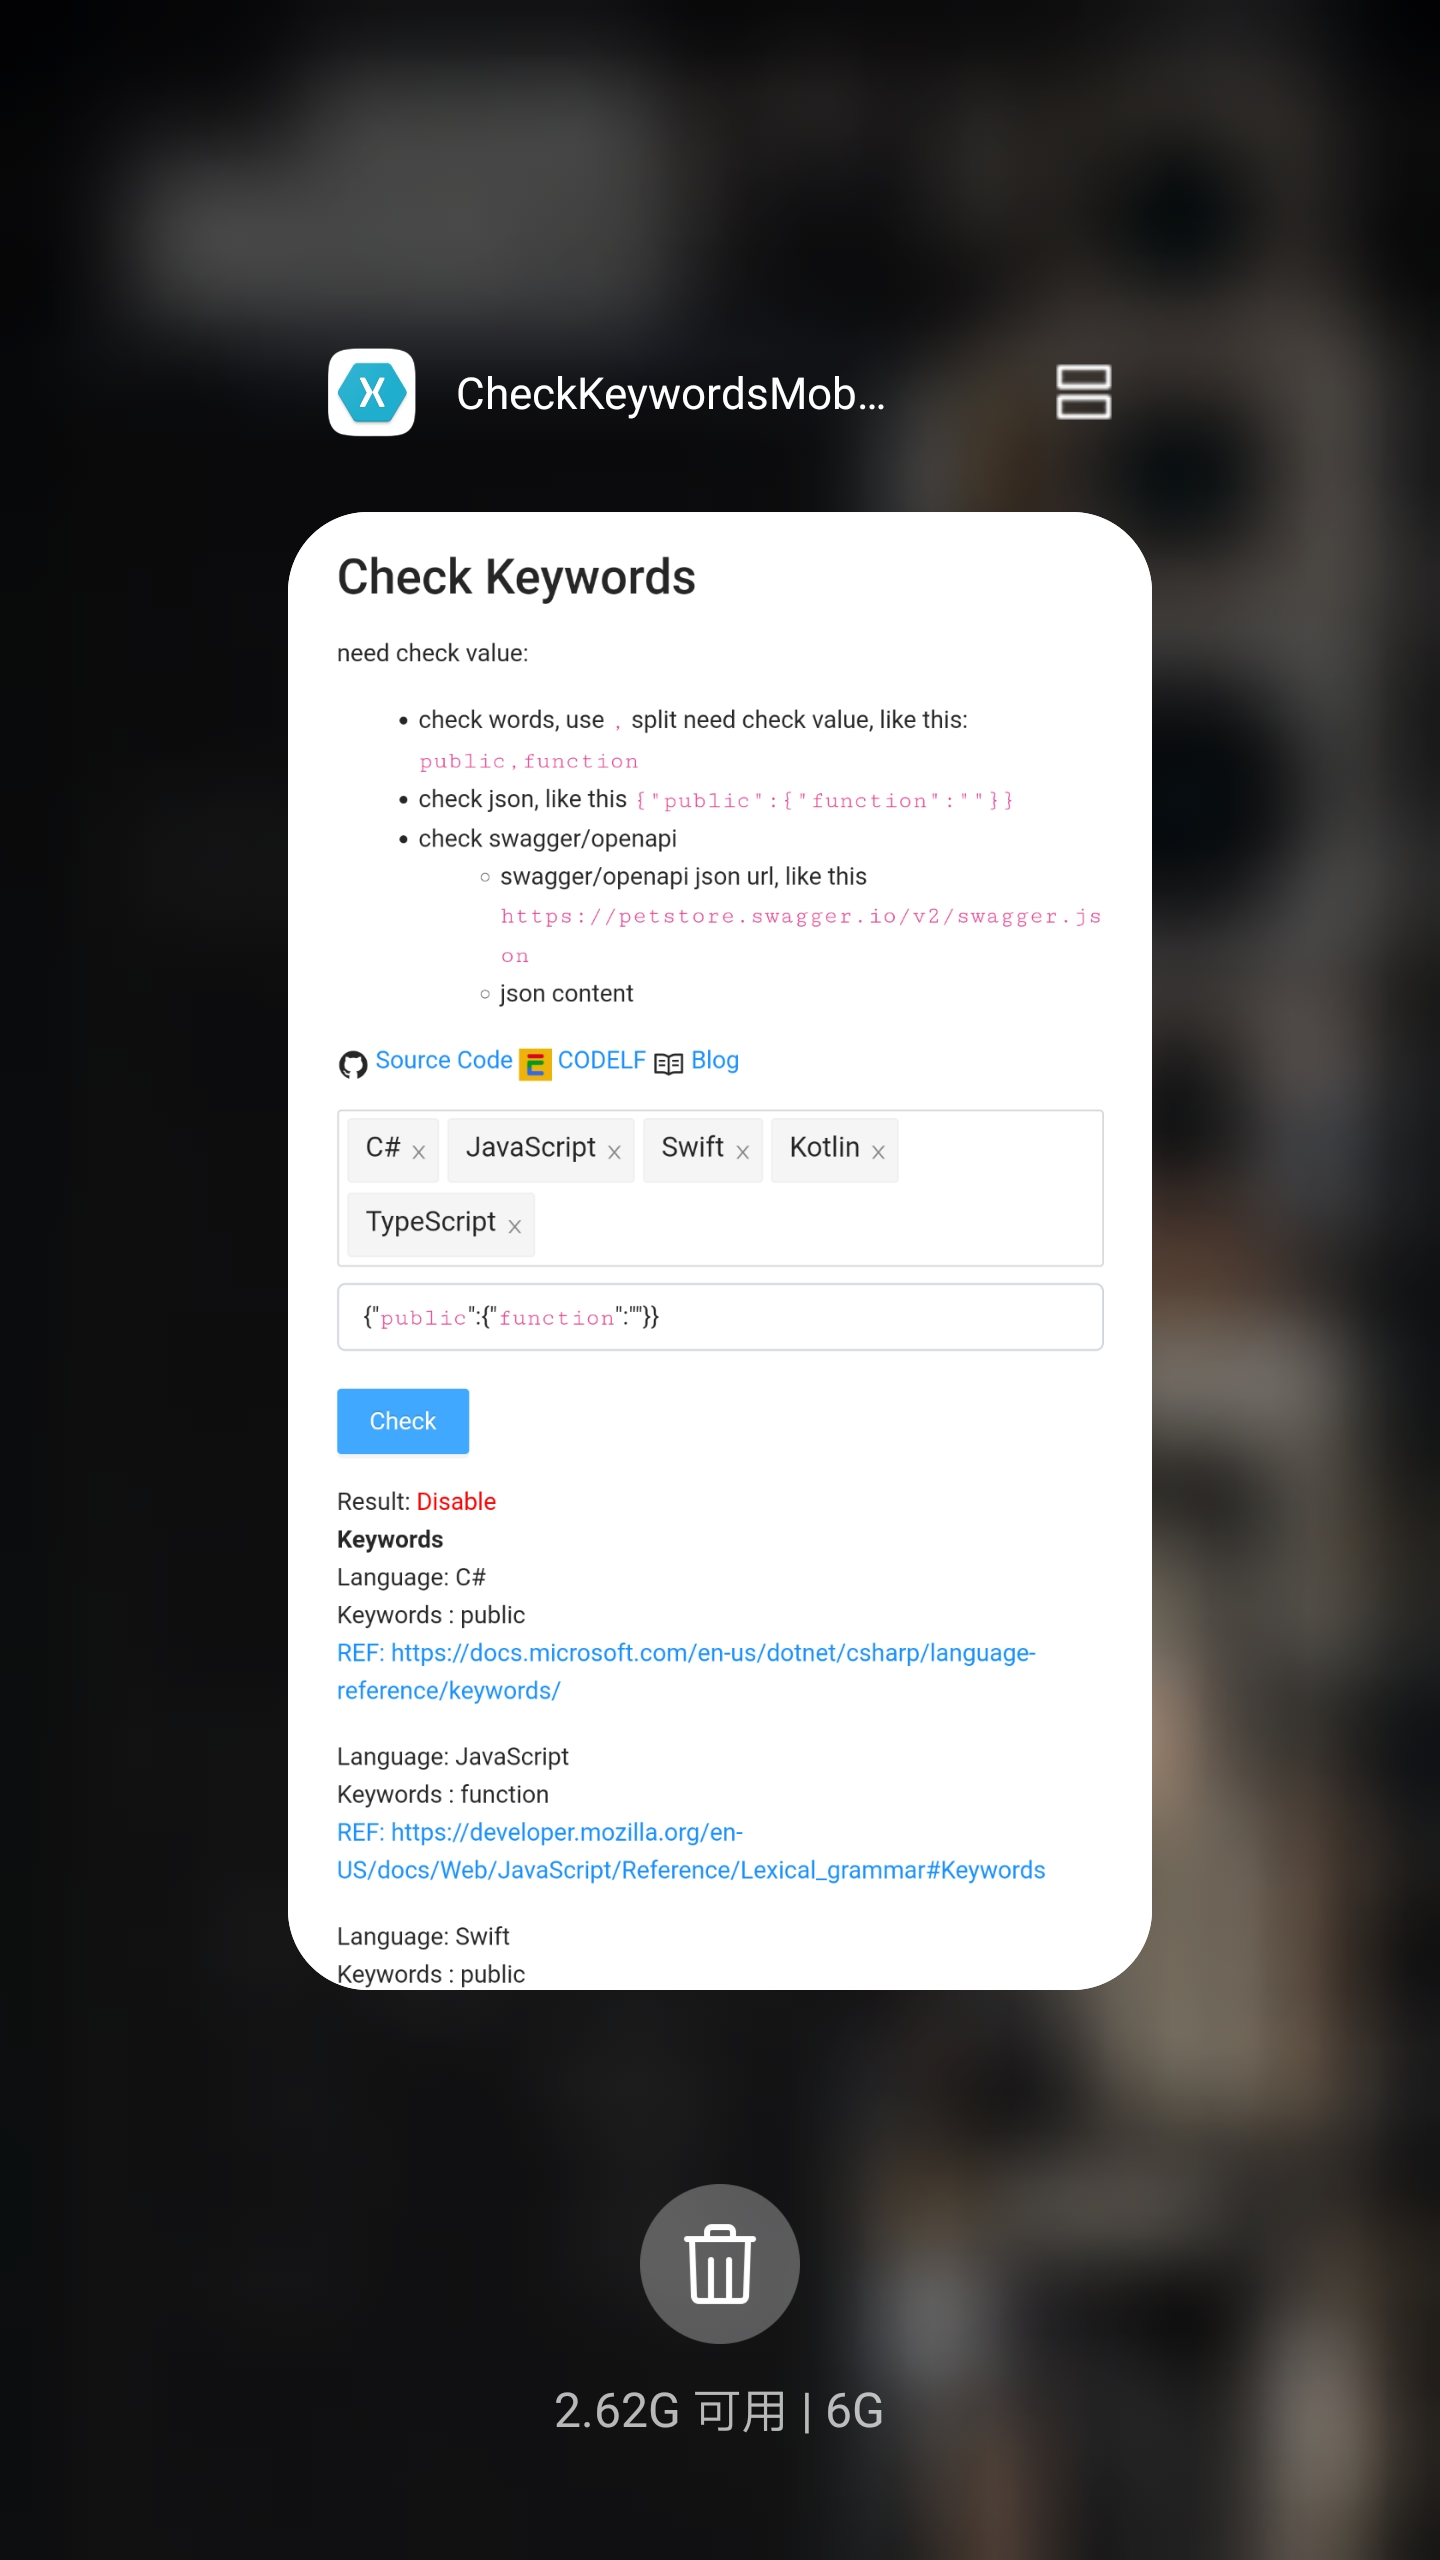 CheckKeywordsMob...
Check Keywords
need check value:
check words, use , split need check value, like this:
public,function
check json, like this {"public":{"function":""}}
check swagger/openapi
swagger/openapi json url, like this
https://petstore.swagger.io/v2/swagger.js
on
json content
Source Code CODELF Blog
C# x JavaScript x Swift x Kotlin x
TypeScript x
{"public":{"function":""}}
Check
Result: Disable
Keywords
Language: C#
Keywords : public
REF: https://docs.microsoft.com/en-us/dotnet/csharp/language-
reference/keywords/
Language: JavaScript
Keywords : function
REF: https://developer.mozilla.org/en-
US/docs/Web/JavaScript/Reference/Lexical_grammar#Keywords
Language: Swift
Keywords : public
2.62G 可用 | 6G